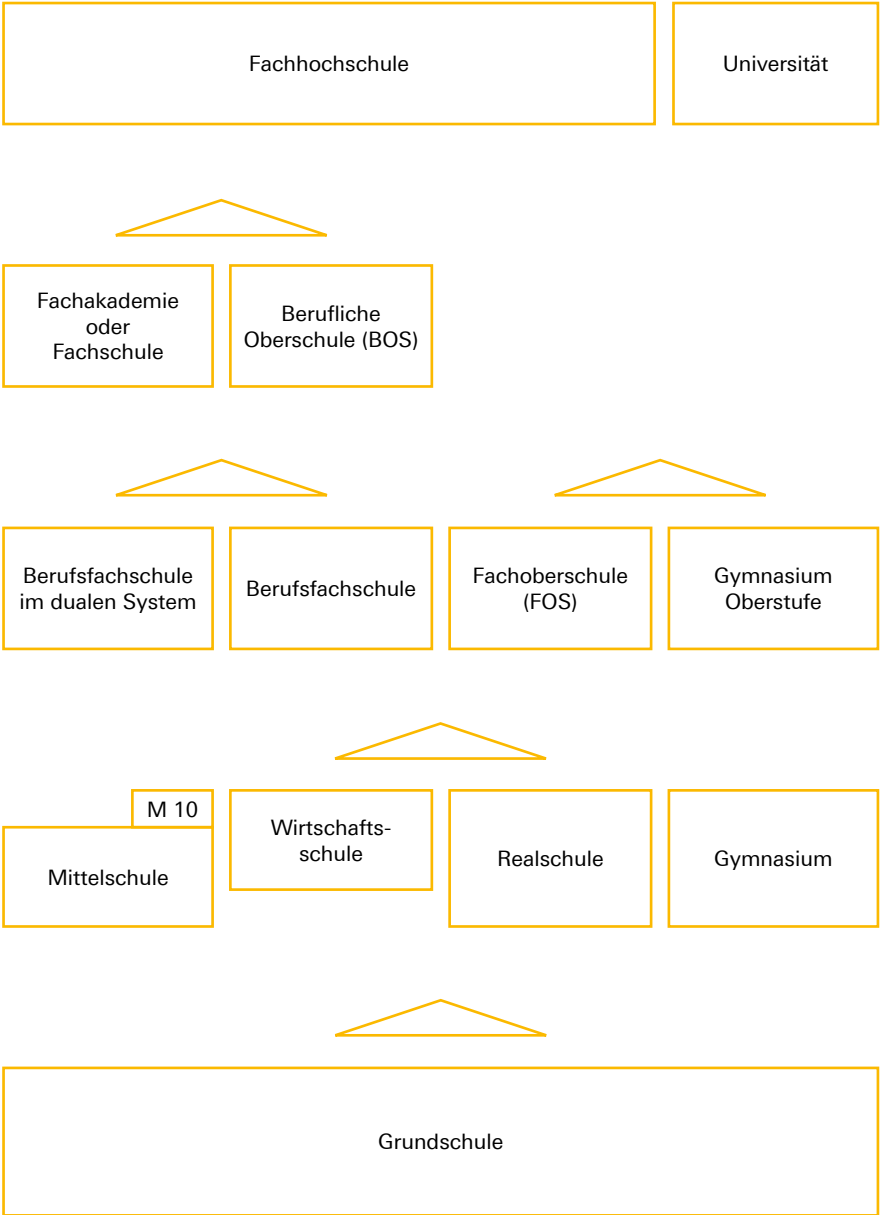 Fachhochschule
Universität
Fachakademie
oder
Fachschule
Berufliche
Oberschule (BOS)
Berufsfachschule
im dualen System
Berufsfachschule
Fachoberschule
(FOS)
Gymnasium
Oberstufe
M 10
Mittelschule
Wirtschafts-
schule
Realschule
Gymnasium
Grundschule